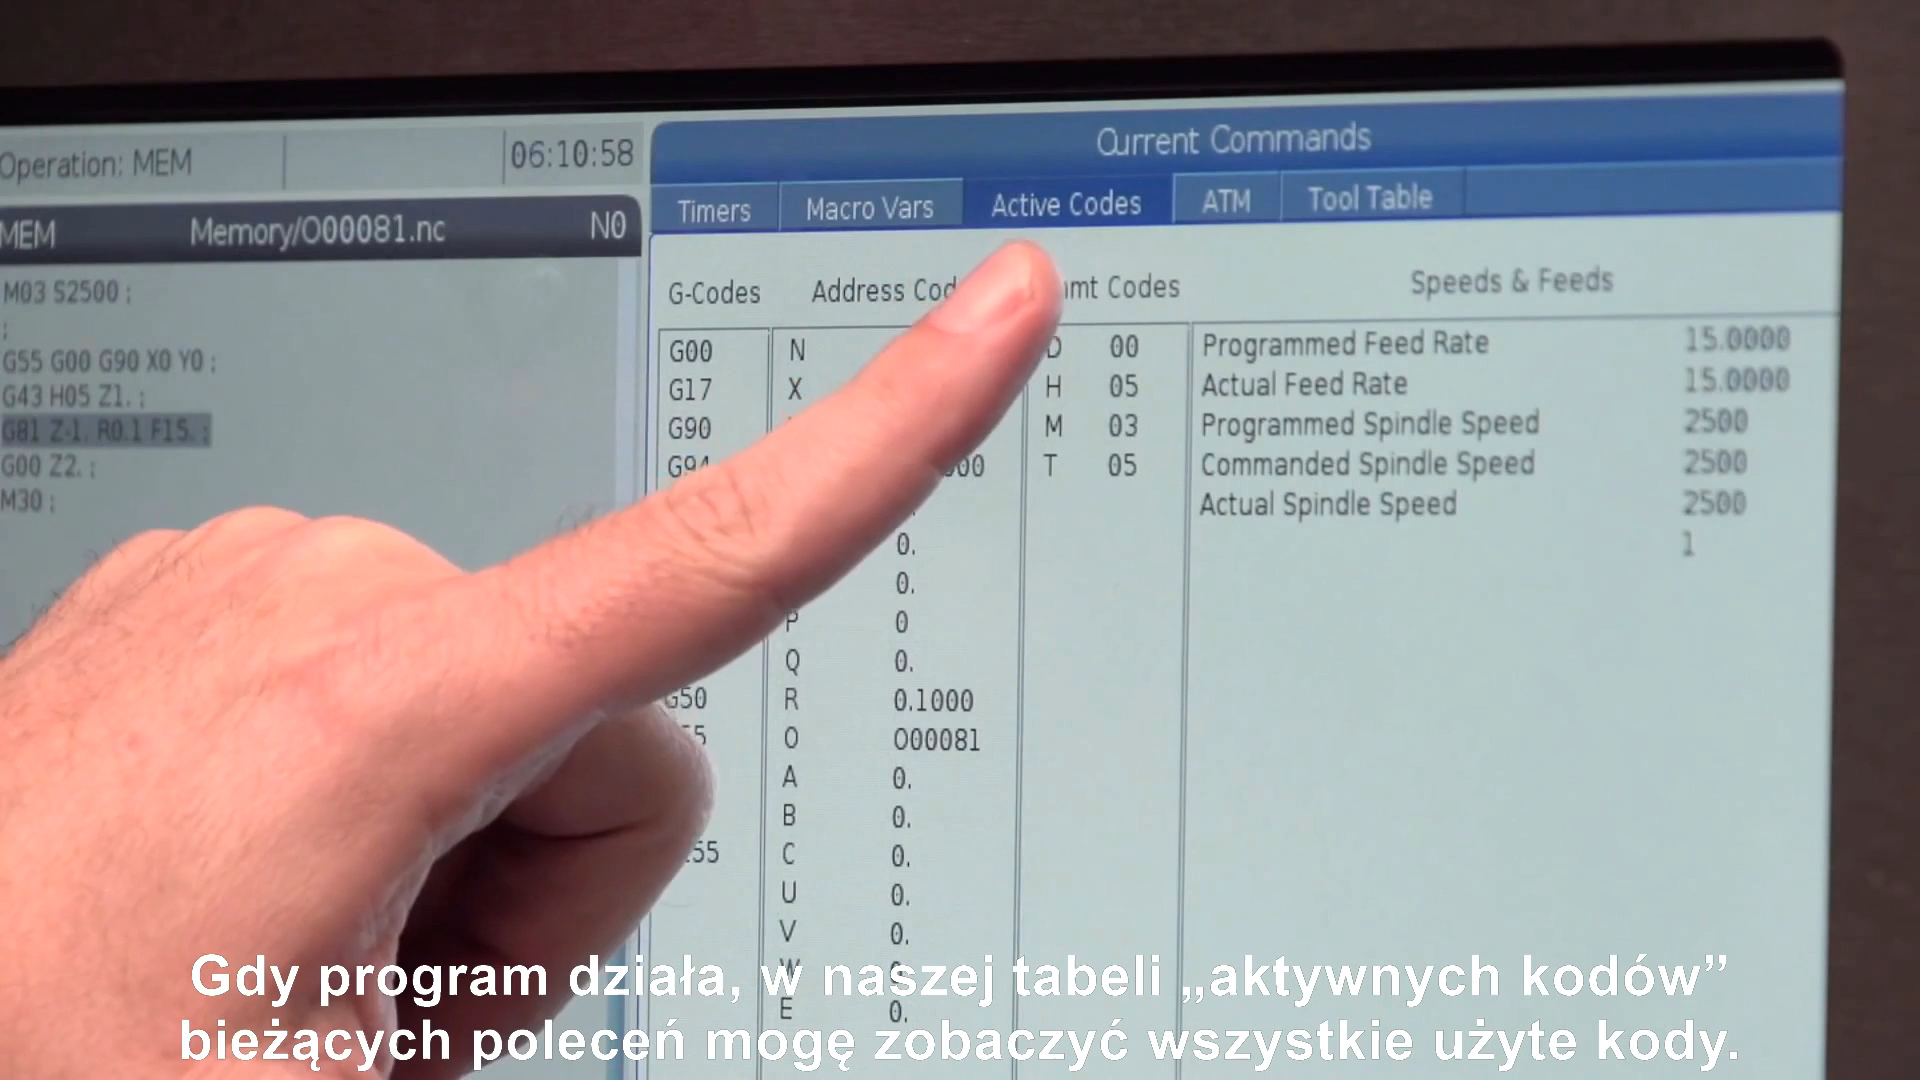 Operation: MEM
06:10:58
MEM Memory/O00081.nc N0
M03 S2500 ;
;
G55 G00 G90 X0 Y0 ;
G43 H05 Z1. ;
G81 Z-1. R0.1 F15. ;
G00 Z2. ;
M30 ;
Current Commands
Timers Macro Vars Active Codes ATM Tool Table
G-Codes Address Codes Speeds & Feeds
G00 N D 00 Programmed Feed Rate 15.0000
G17 X H 05 Actual Feed Rate 15.0000
G90 M 03 Programmed Spindle Speed 2500
G94 T 05 Commanded Spindle Speed 2500
Actual Spindle Speed 2500
0. 1
0.
P 0
Q 0.
G50 R 0.1000
O O00081
A 0.
B 0.
C 0.
U 0.
V 0.
W
E 0.
Gdy program działa, w naszej tabeli „aktywnych kodów”
bieżących poleceń mogę zobaczyć wszystkie użyte kody.